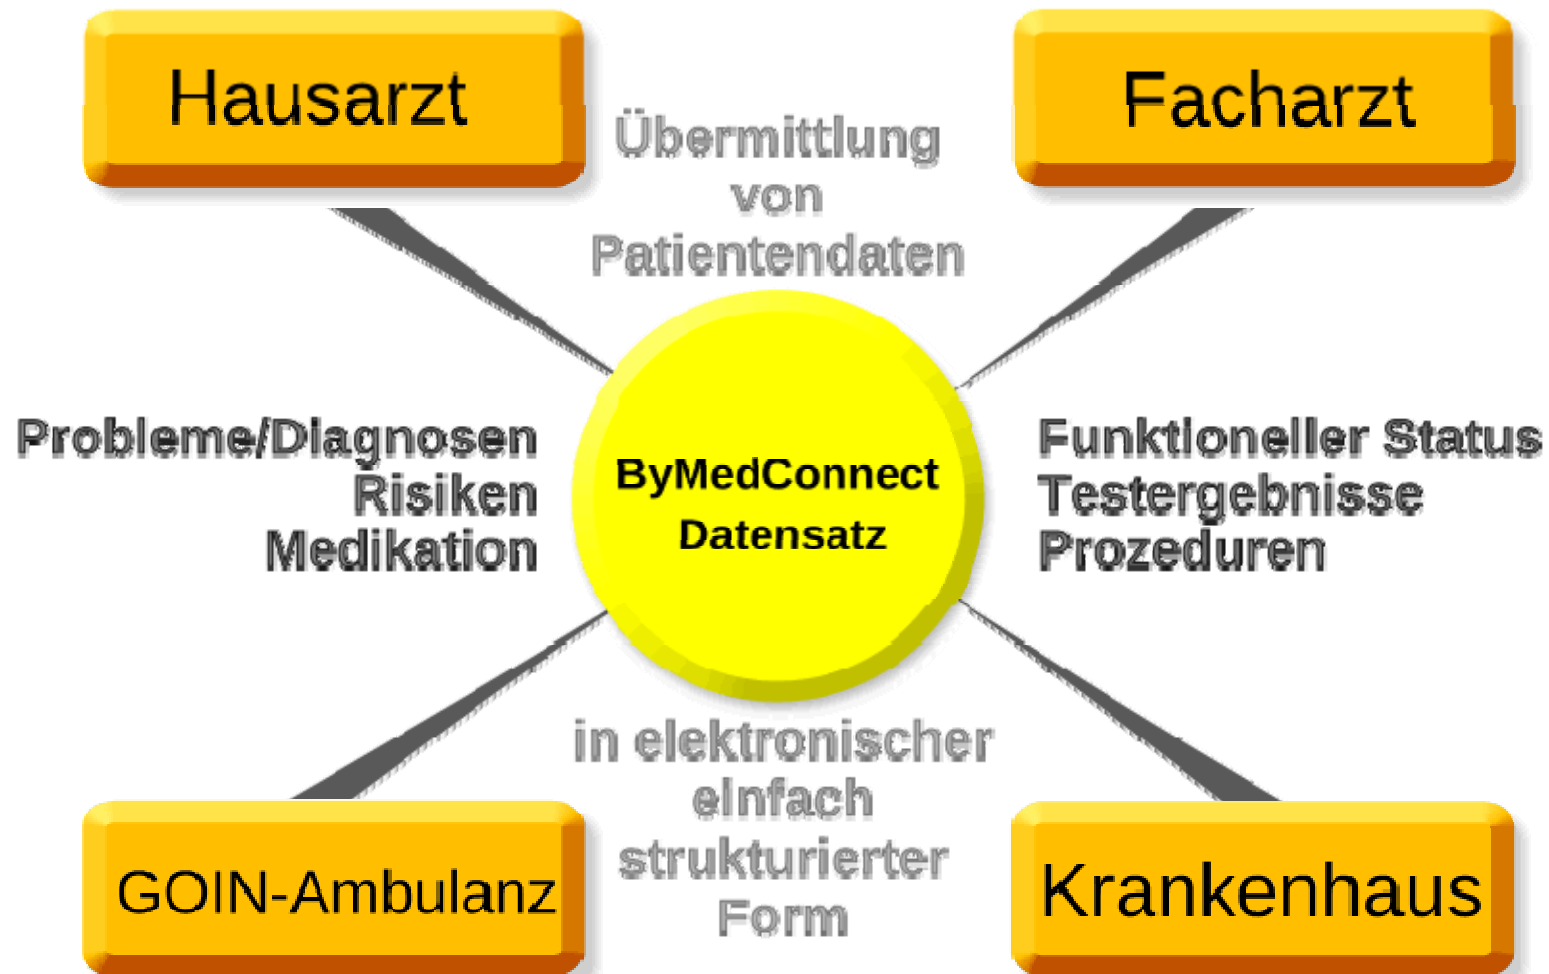 Hausarzt
Facharzt
Übermittlung
von
Patientendaten
Probleme/Diagnosen
Risiken
Medikation
ByMedConnect
Datensatz
Funktioneller Status
Testergebnisse
Prozeduren
in elektronischer
einfach
strukturierter
Form
GOIN-Ambulanz
Krankenhaus